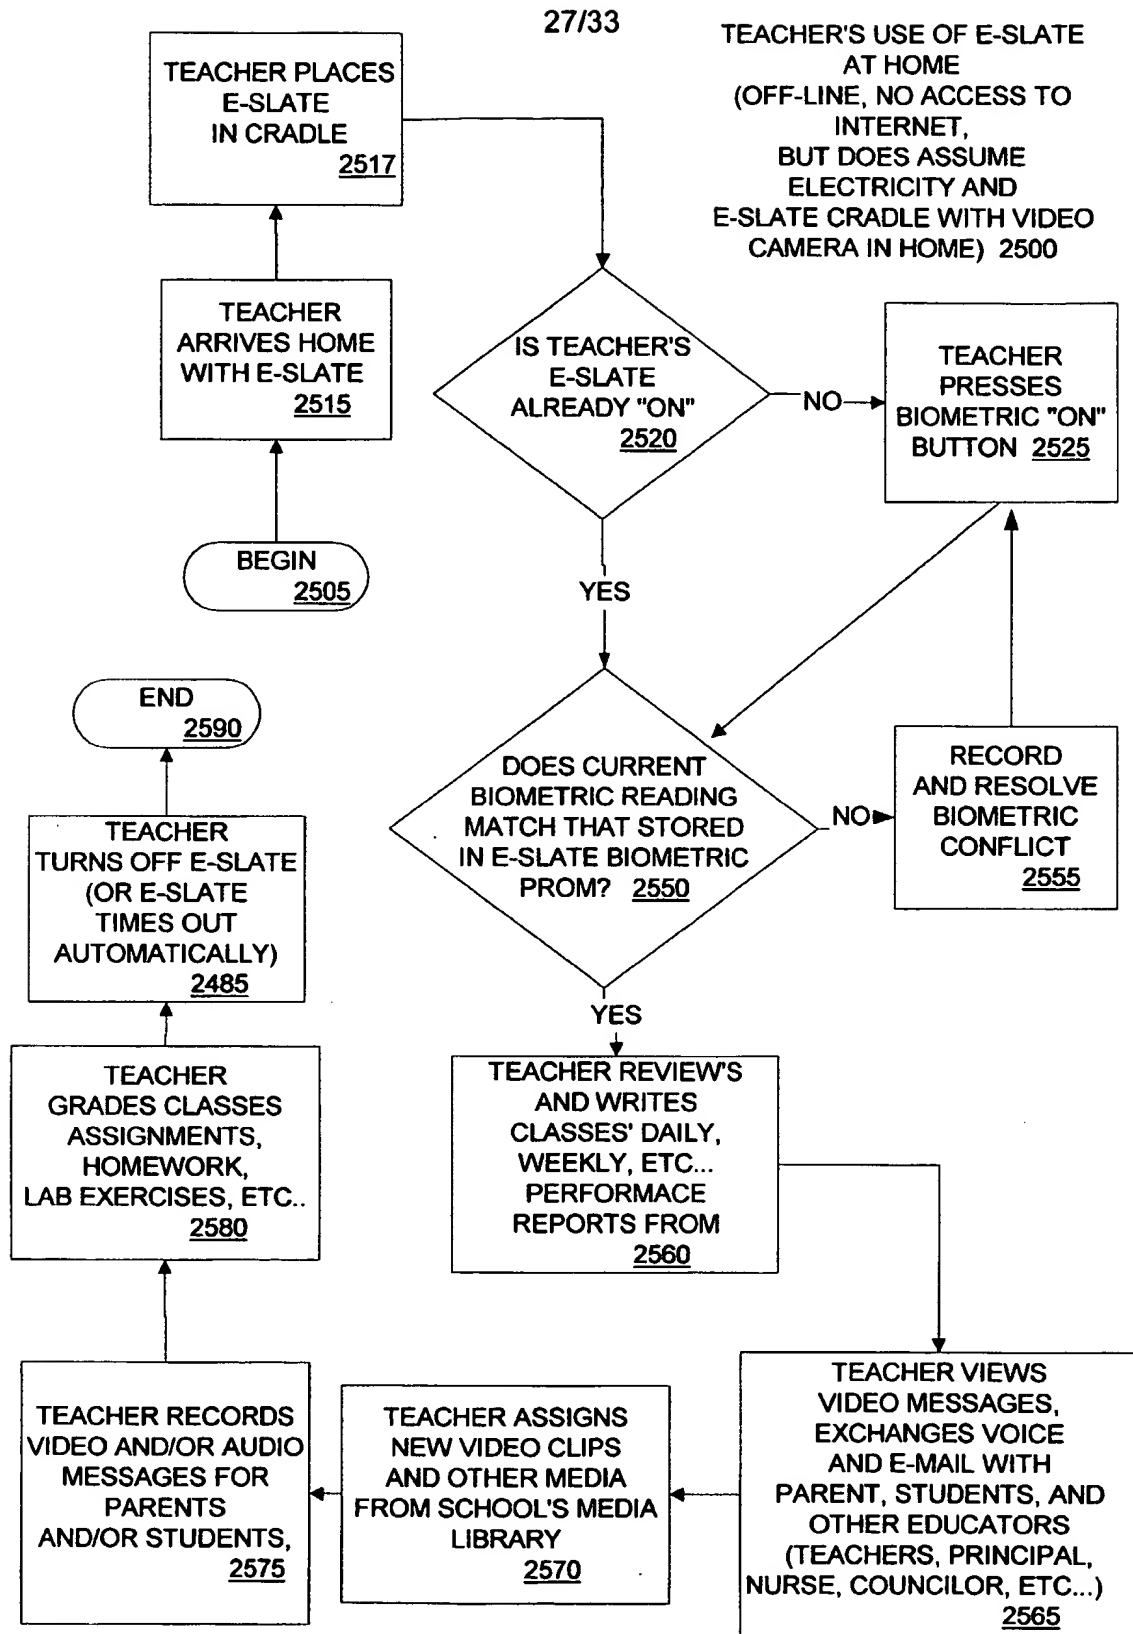 27/33
TEACHER'S USE OF E-SLATE
AT HOME
(OFF-LINE, NO ACCESS TO
INTERNET,
BUT DOES ASSUME
ELECTRICITY AND
E-SLATE CRADLE WITH VIDEO
CAMERA IN HOME) 2500
TEACHER PLACES
E-SLATE
IN CRADLE
2517
TEACHER
ARRIVES HOME
WITH E-SLATE
2515
BEGIN
2505
IS TEACHER'S
E-SLATE
ALREADY "ON"
2520
NO
TEACHER
PRESSES
BIOMETRIC "ON"
BUTTON 2525
YES
DOES CURRENT
BIOMETRIC READING
MATCH THAT STORED
IN E-SLATE BIOMETRIC
PROM? 2550
NO
RECORD
AND RESOLVE
BIOMETRIC
CONFLICT
2555
YES
TEACHER REVIEW'S
AND WRITES
CLASSES' DAILY,
WEEKLY, ETC...
PERFORMACE
REPORTS FROM
2560
TEACHER VIEWS
VIDEO MESSAGES,
EXCHANGES VOICE
AND E-MAIL WITH
PARENT, STUDENTS, AND
OTHER EDUCATORS
(TEACHERS, PRINCIPAL,
NURSE, COUNCILOR, ETC...)
2565
TEACHER ASSIGNS
NEW VIDEO CLIPS
AND OTHER MEDIA
FROM SCHOOL'S MEDIA
LIBRARY
2570
TEACHER RECORDS
VIDEO AND/OR AUDIO
MESSAGES FOR
PARENTS
AND/OR STUDENTS,
2575
TEACHER
GRADES CLASSES
ASSIGNMENTS,
HOMEWORK,
LAB EXERCISES, ETC..
2580
TEACHER
TURNS OFF E-SLATE
(OR E-SLATE
TIMES OUT
AUTOMATICALLY)
2485
END
2590